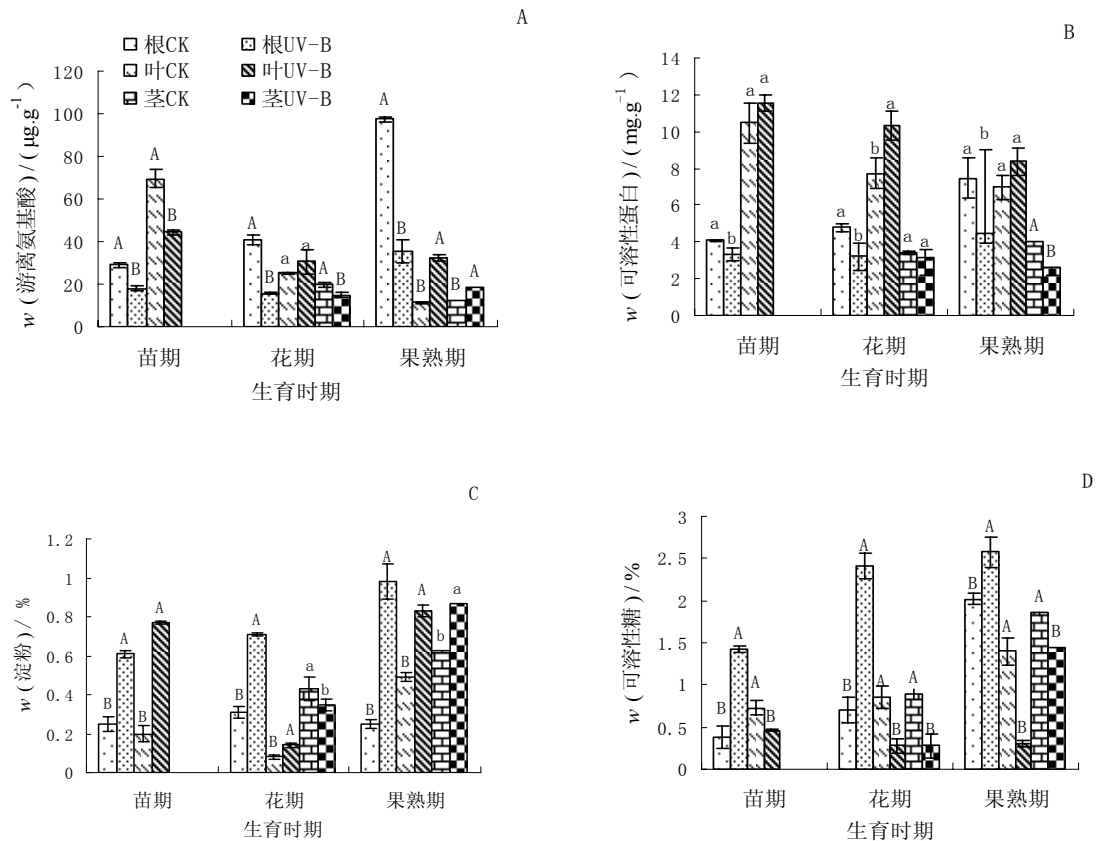 A
根CK 根UV-B
叶CK 叶UV-B
茎CK 茎UV-B
w(游离氨基酸)/(μg.g-1)
120
100
80
60
40
20
0
A B A B
A B a B A B
A B B A B A
苗期 花期 果熟期
生育时期
B
w(可溶性蛋白)/(mg.g-1)
14
12
10
8
6
4
2
0
a b a a
a b b a a a
a b a a A B
苗期 花期 果熟期
生育时期
C
w(淀粉)/ %
1.2
1
0.8
0.6
0.4
0.2
0
B A B A
B A B A a b
B A B A b a
苗期 花期 果熟期
生育时期
D
w(可溶性糖)/%
3
2.5
2
1.5
1
0.5
0
B A A B
B A A B A B
B A A B A B
苗期 花期 果熟期
生育时期